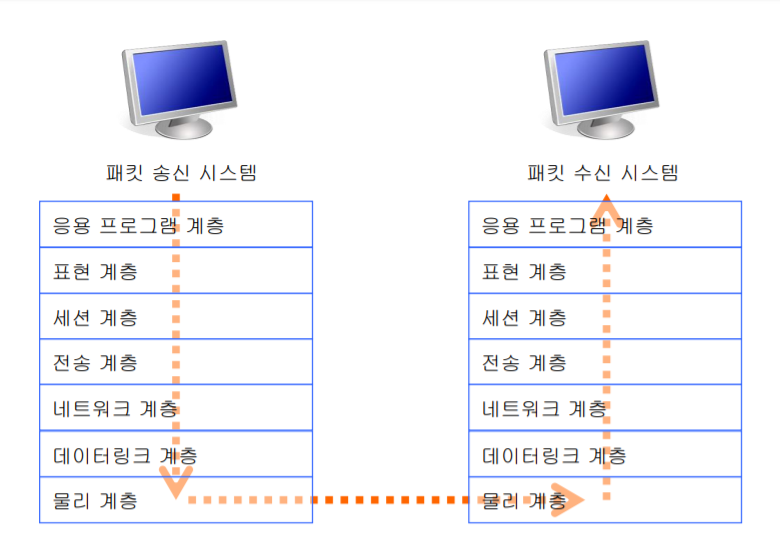 패킷 송신 시스템
응용 프로그램 계층
표현 계층
세션 계층
전송 계층
네트워크 계층
데이터링크 계층
물리 계층
패킷 수신 시스템
응용 프로그램 계층
표현 계층
세션 계층
전송 계층
네트워크 계층
데이터링크 계층
물리 계층